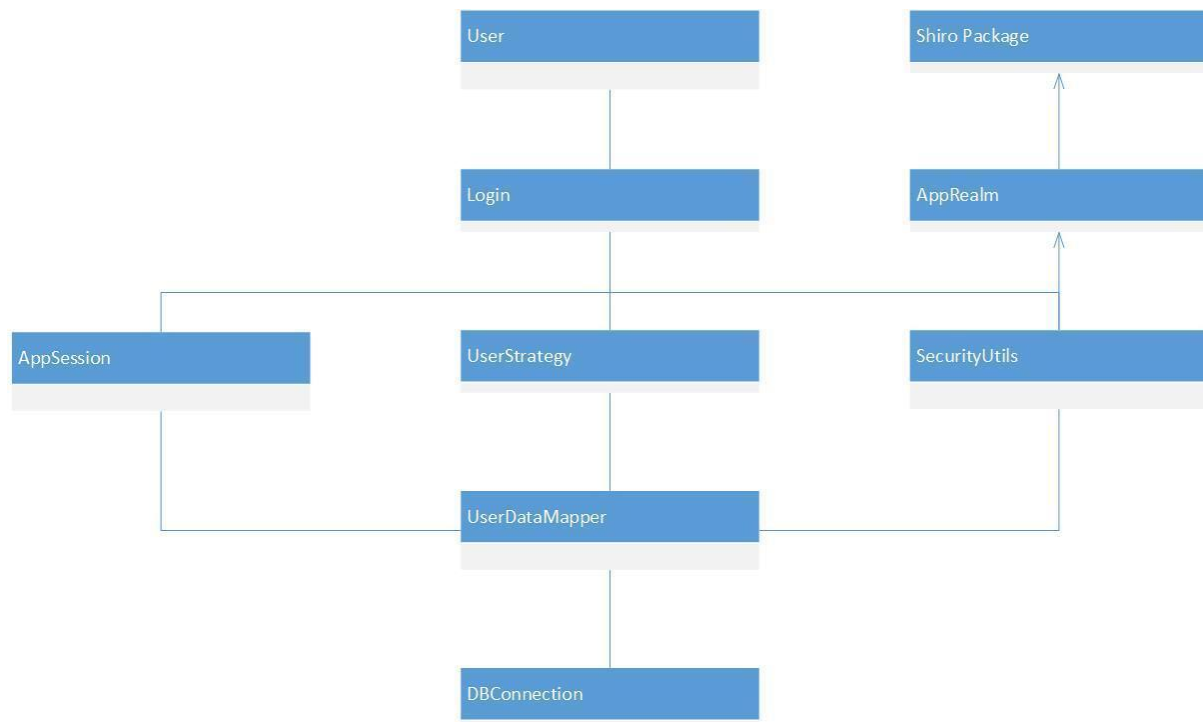 User
Shiro Package
Login
AppRealm
AppSession
UserStrategy
SecurityUtils
UserDataMapper
DBConnection